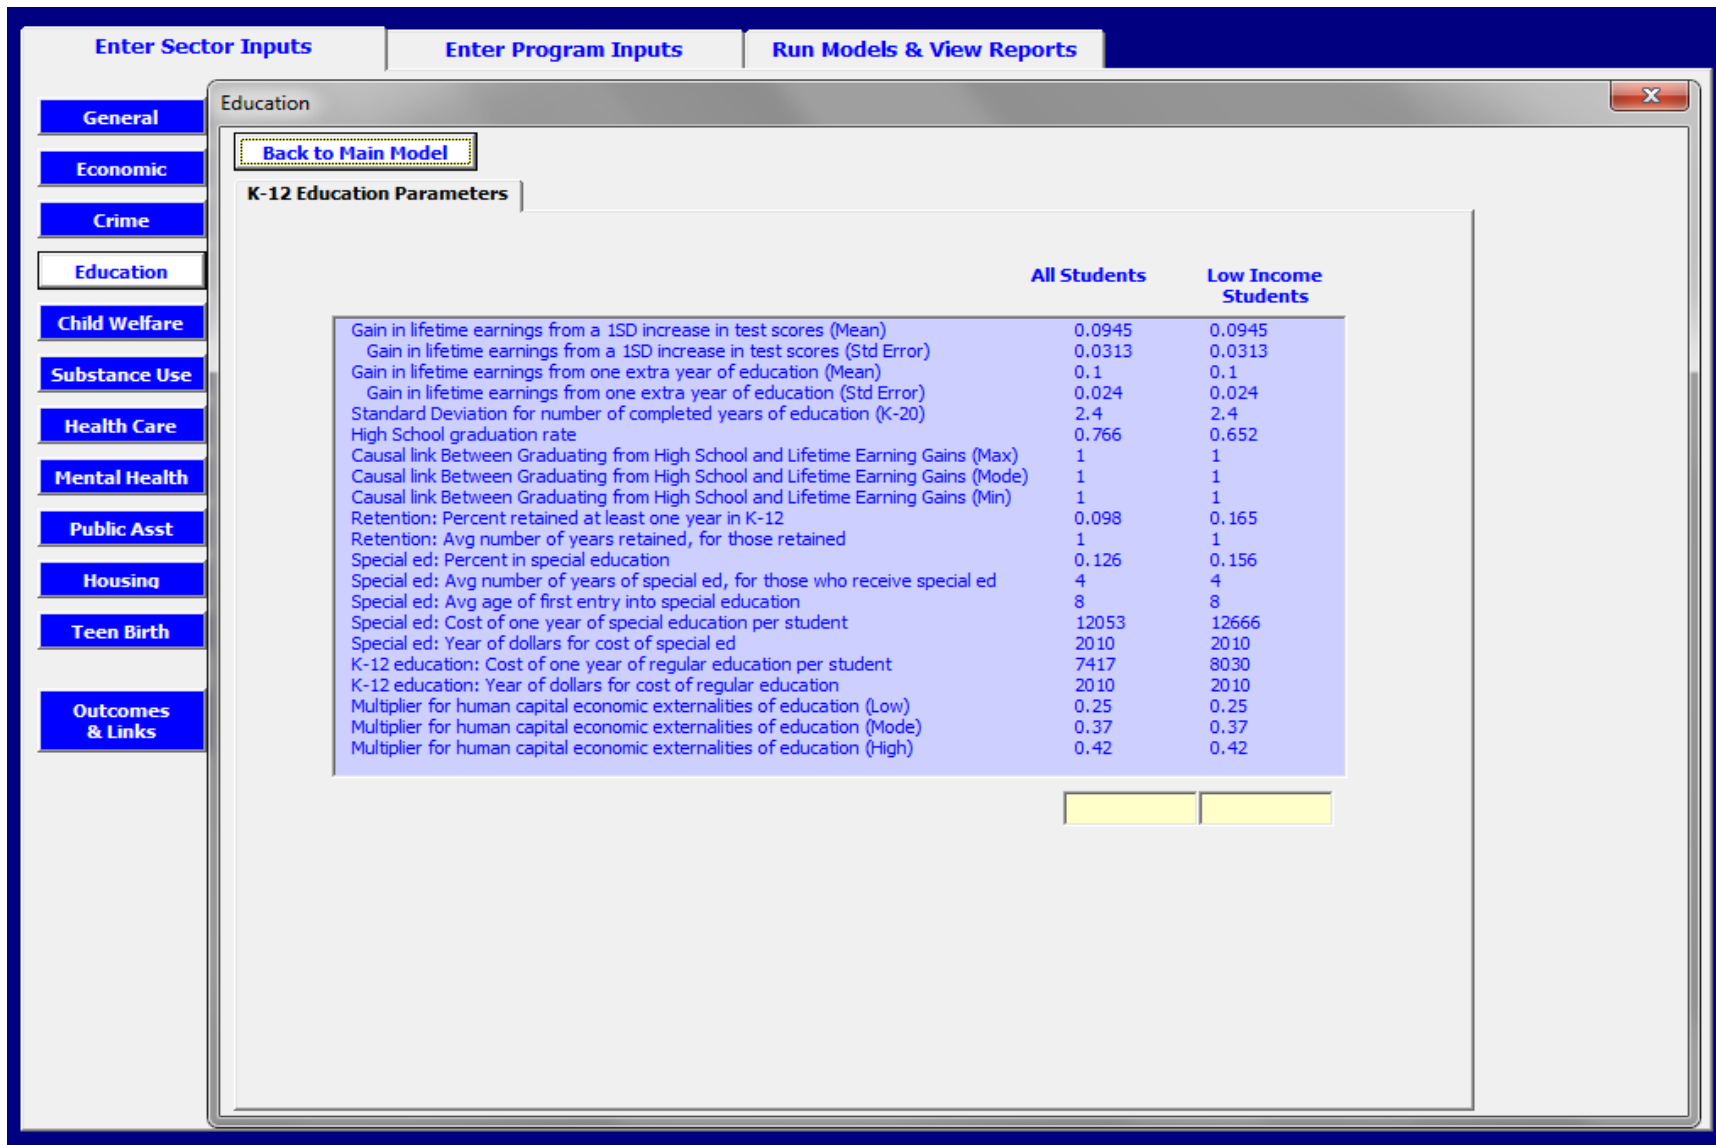 Enter Sector Inputs
Enter Program Inputs
Run Models & View Reports
Education
General
Economic
Crime
Education
Child Welfare
Substance Use
Health Care
Mental Health
Public Asst
Housing
Teen Birth
Outcomes
& Links
Back to Main Model
K-12 Education Parameters
All Students
Low Income
Students
Gain in lifetime earnings from a 1SD increase in test scores (Mean) 0.0945 0.0945
Gain in lifetime earnings from a 1SD increase in test scores (Std Error) 0.0313 0.0313
Gain in lifetime earnings from one extra year of education (Mean) 0.1 0.1
Gain in lifetime earnings from one extra year of education (Std Error) 0.024 0.024
Standard Deviation for number of completed years of education (K-20) 2.4 2.4
High School graduation rate 0.766 0.652
Causal link Between Graduating from High School and Lifetime Earning Gains (Max) 1 1
Causal link Between Graduating from High School and Lifetime Earning Gains (Mode) 1 1
Causal link Between Graduating from High School and Lifetime Earning Gains (Min) 1 1
Retention: Percent retained at least one year in K-12 0.098 0.165
Retention: Avg number of years retained, for those retained 1 1
Special ed: Percent in special education 0.126 0.156
Special ed: Avg number of years of special ed, for those who receive special ed 4 4
Special ed: Avg age of first entry into special education 8 8
Special ed: Cost of one year of special education per student 12053 12666
Special ed: Year of dollars for cost of special ed 2010 2010
K-12 education: Cost of one year of regular education per student 7417 8030
K-12 education: Year of dollars for cost of regular education 2010 2010
Multiplier for human capital economic externalities of education (Low) 0.25 0.25
Multiplier for human capital economic externalities of education (Mode) 0.37 0.37
Multiplier for human capital economic externalities of education (High) 0.42 0.42